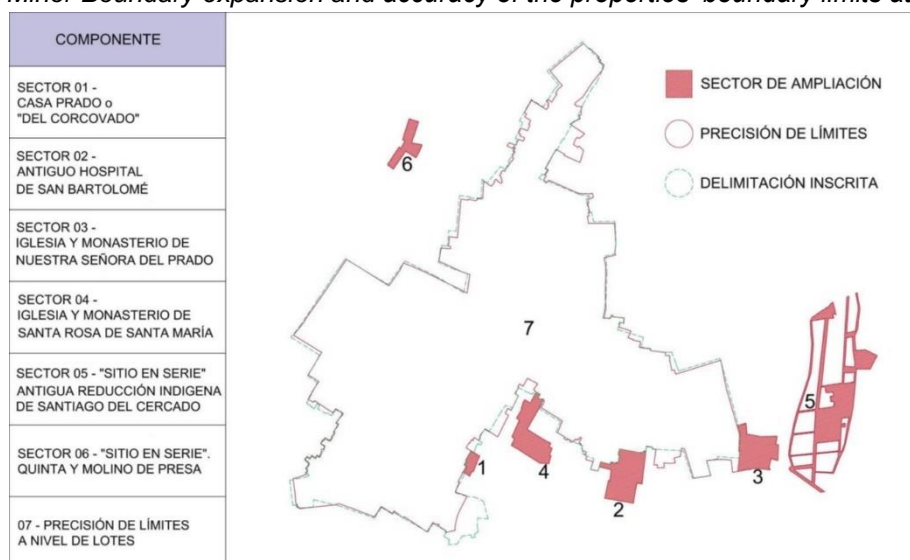 Minor Boundary expansion and accuracy of the properties' boundary limits at
COMPONENTE
SECTOR 01 -
CASA PRADO o
"DEL CORCOVADO"
SECTOR 02 -
ANTIGUO HOSPITAL
DE SAN BARTOLOMÉ
SECTOR 03 -
IGLESIA Y MONASTERIO DE
NUESTRA SEÑORA DEL PRADO
SECTOR 04 -
IGLESIA Y MONASTERIO DE
SANTA ROSA DE SANTA MARÍA
SECTOR 05 - "SITIO EN SERIE"
ANTIGUA REDUCCIÓN INDIGENA
DE SANTIAGO DEL CERCADO
SECTOR 06 - "SITIO EN SERIE".
QUINTA Y MOLINO DE PRESA
07 - PRECISIÓN DE LÍMITES
A NIVEL DE LOTES
SECTOR DE AMPLIACIÓN
PRECISIÓN DE LÍMITES
DELIMITACIÓN INSCRITA
6
7
5
1
4
2
3